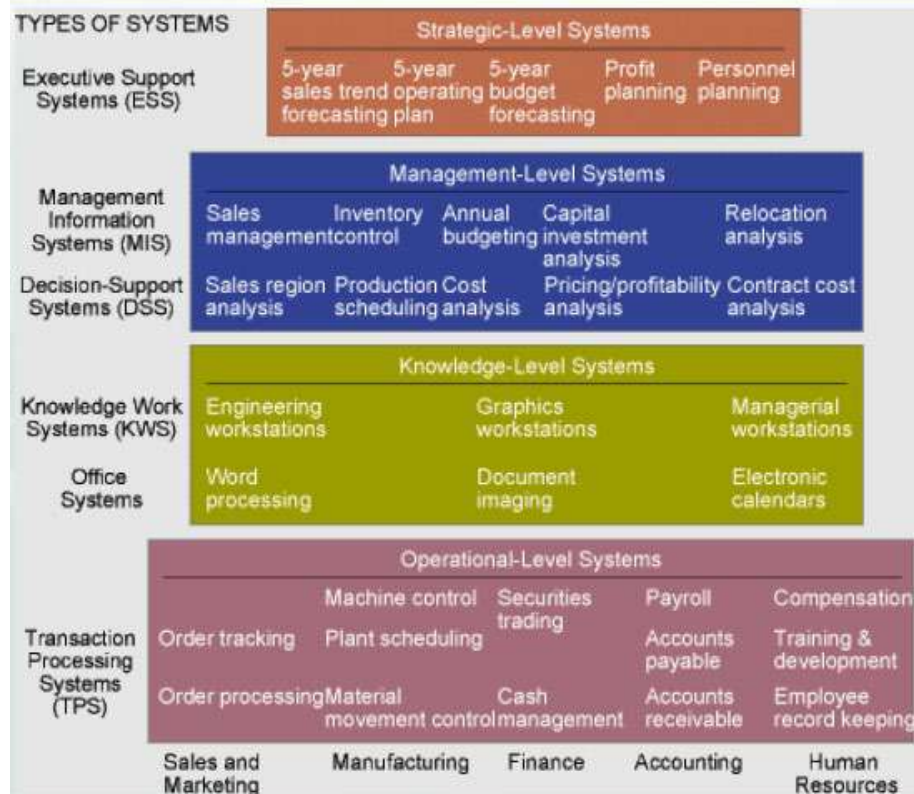 TYPES OF SYSTEMS
Strategic-Level Systems
Executive Support
Systems (ESS)
5-year
sales trend
forecasting
5-year
operating
plan
5-year
budget
forecasting
Profit
planning
Personnel
planning
Management-Level Systems
Management
Information
Systems (MIS)
Sales
management
Inventory
control
Annual
budgeting
Capital
investment
analysis
Relocation
analysis
Decision-Support
Systems (DSS)
Sales region
analysis
Production
scheduling
Cost
analysis
Pricing/profitability
analysis
Contract cost
analysis
Knowledge-Level Systems
Knowledge Work
Systems (KWS)
Engineering
workstations
Graphics
workstations
Managerial
workstations
Office
Systems
Word
processing
Document
imaging
Electronic
calendars
Operational-Level Systems
Transaction
Processing
Systems
(TPS)
Machine control
Securities
trading
Payroll
Compensation
Order tracking
Plant scheduling
Accounts
payable
Training &
development
Order processing
Material
movement control
Cash
management
Accounts
receivable
Employee
record keeping
Sales and
Marketing
Manufacturing
Finance
Accounting
Human
Resources